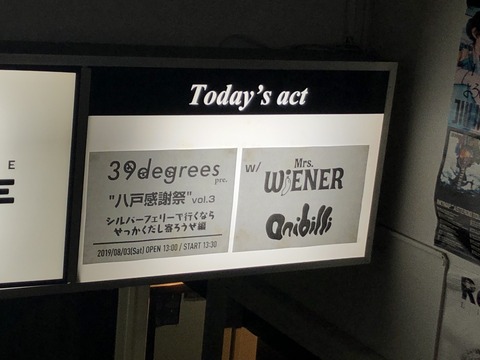 Today's act
39degrees
pre.
"八戸感謝祭" vol.3
シルバーフェリーで行くなら
せっかくだし寄ろうぜ編
2019/08/03(Sat) OPEN 13:00 / START 13:30
w/
Mrs.
WiENER
Onibilli
E